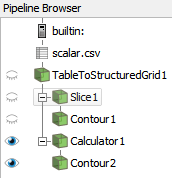 Pipeline Browser
builtin:
scalar.csv
TableToStructuredGrid1
Slice1
Contour1
Calculator1
Contour2